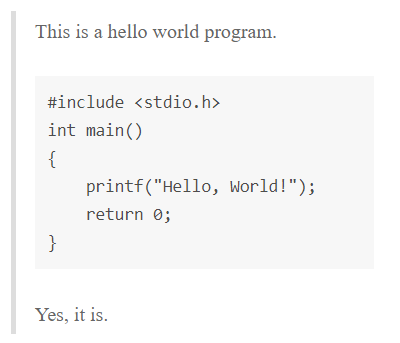 This is a hello world program.
#include <stdio.h>
int main()
{
    printf("Hello, World!");
    return 0;
}
Yes, it is.